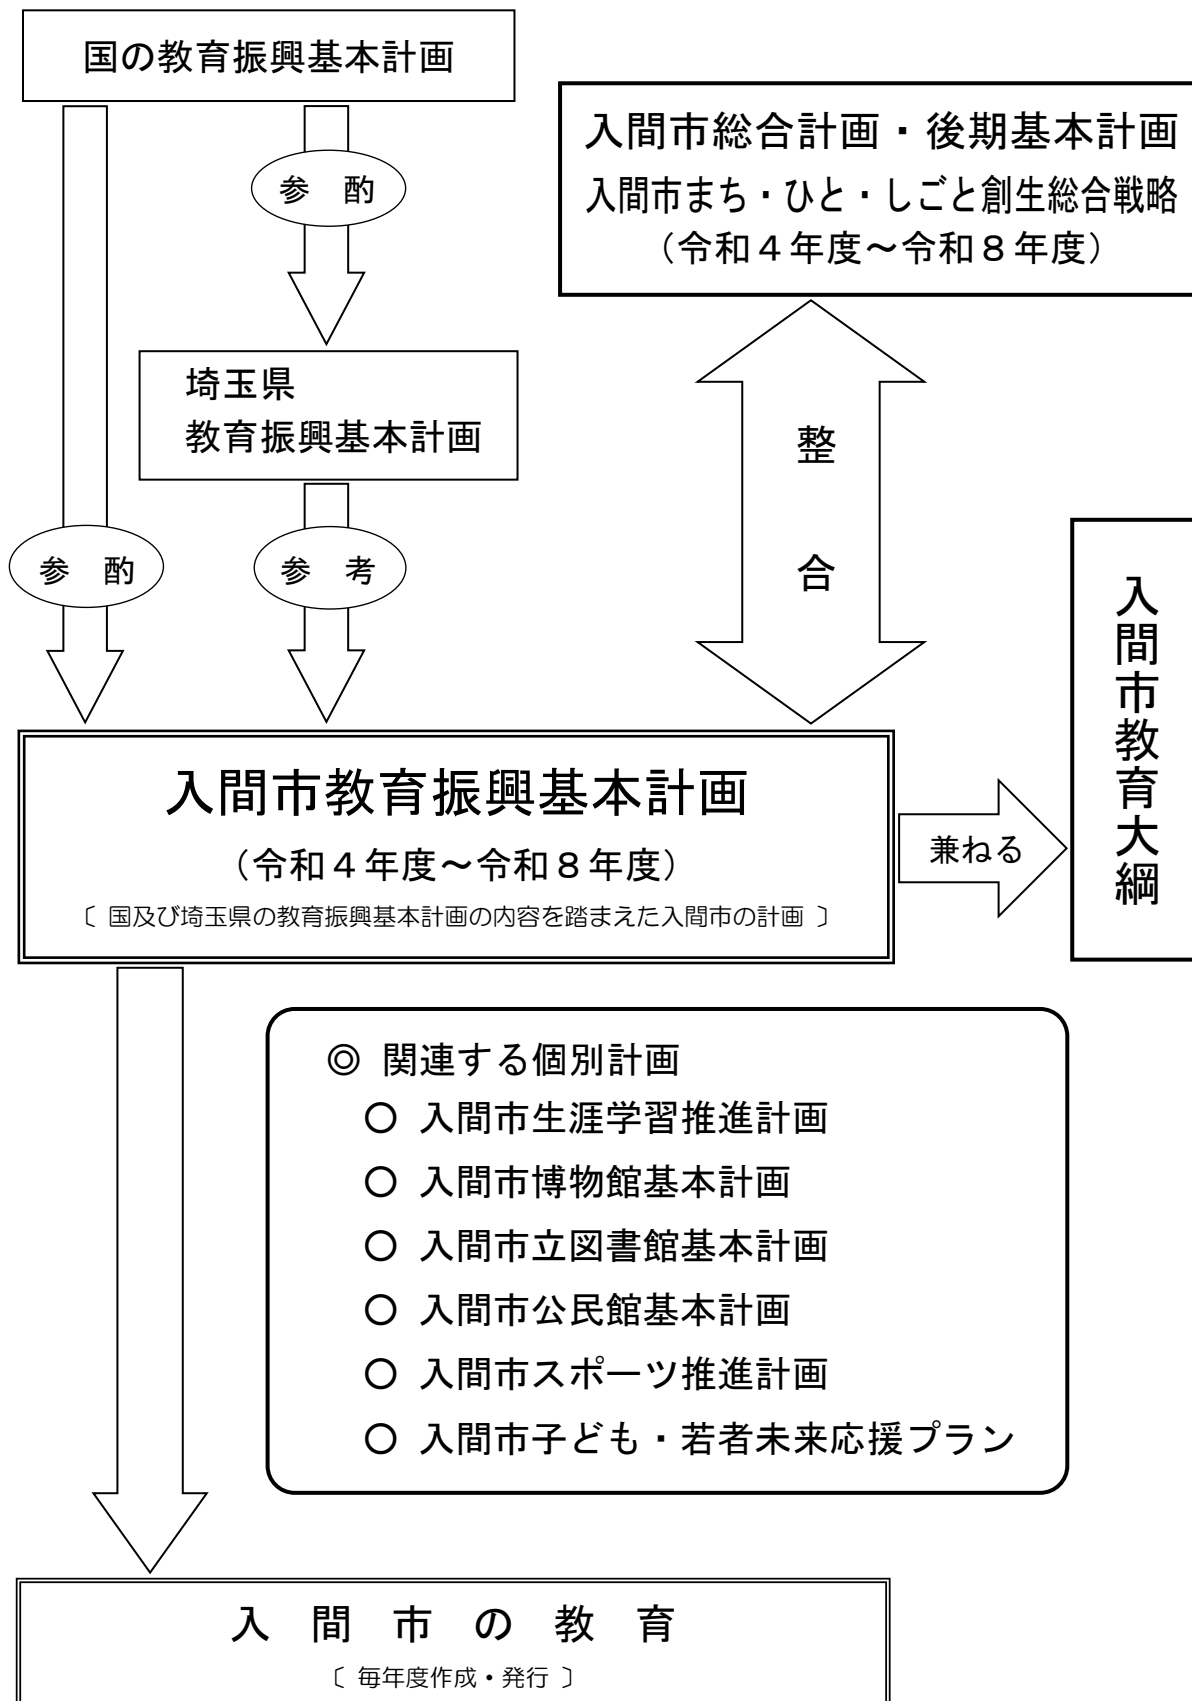 国の教育振興基本計画
参 酌
入間市総合計画・後期基本計画
入間市まち・ひと・しごと創生総合戦略
（令和４年度～令和８年度）
埼玉県
教育振興基本計画
整
合
参 酌
参 考
入間市教育大綱
入間市教育振興基本計画
（令和４年度～令和８年度）
〔 国及び埼玉県の教育振興基本計画の内容を踏まえた入間市の計画 〕
兼ねる
◎ 関連する個別計画
○ 入間市生涯学習推進計画
○ 入間市博物館基本計画
○ 入間市立図書館基本計画
○ 入間市公民館基本計画
○ 入間市スポーツ推進計画
○ 入間市子ども・若者未来応援プラン
入 間 市 の 教 育
〔 毎年度作成・発行 〕